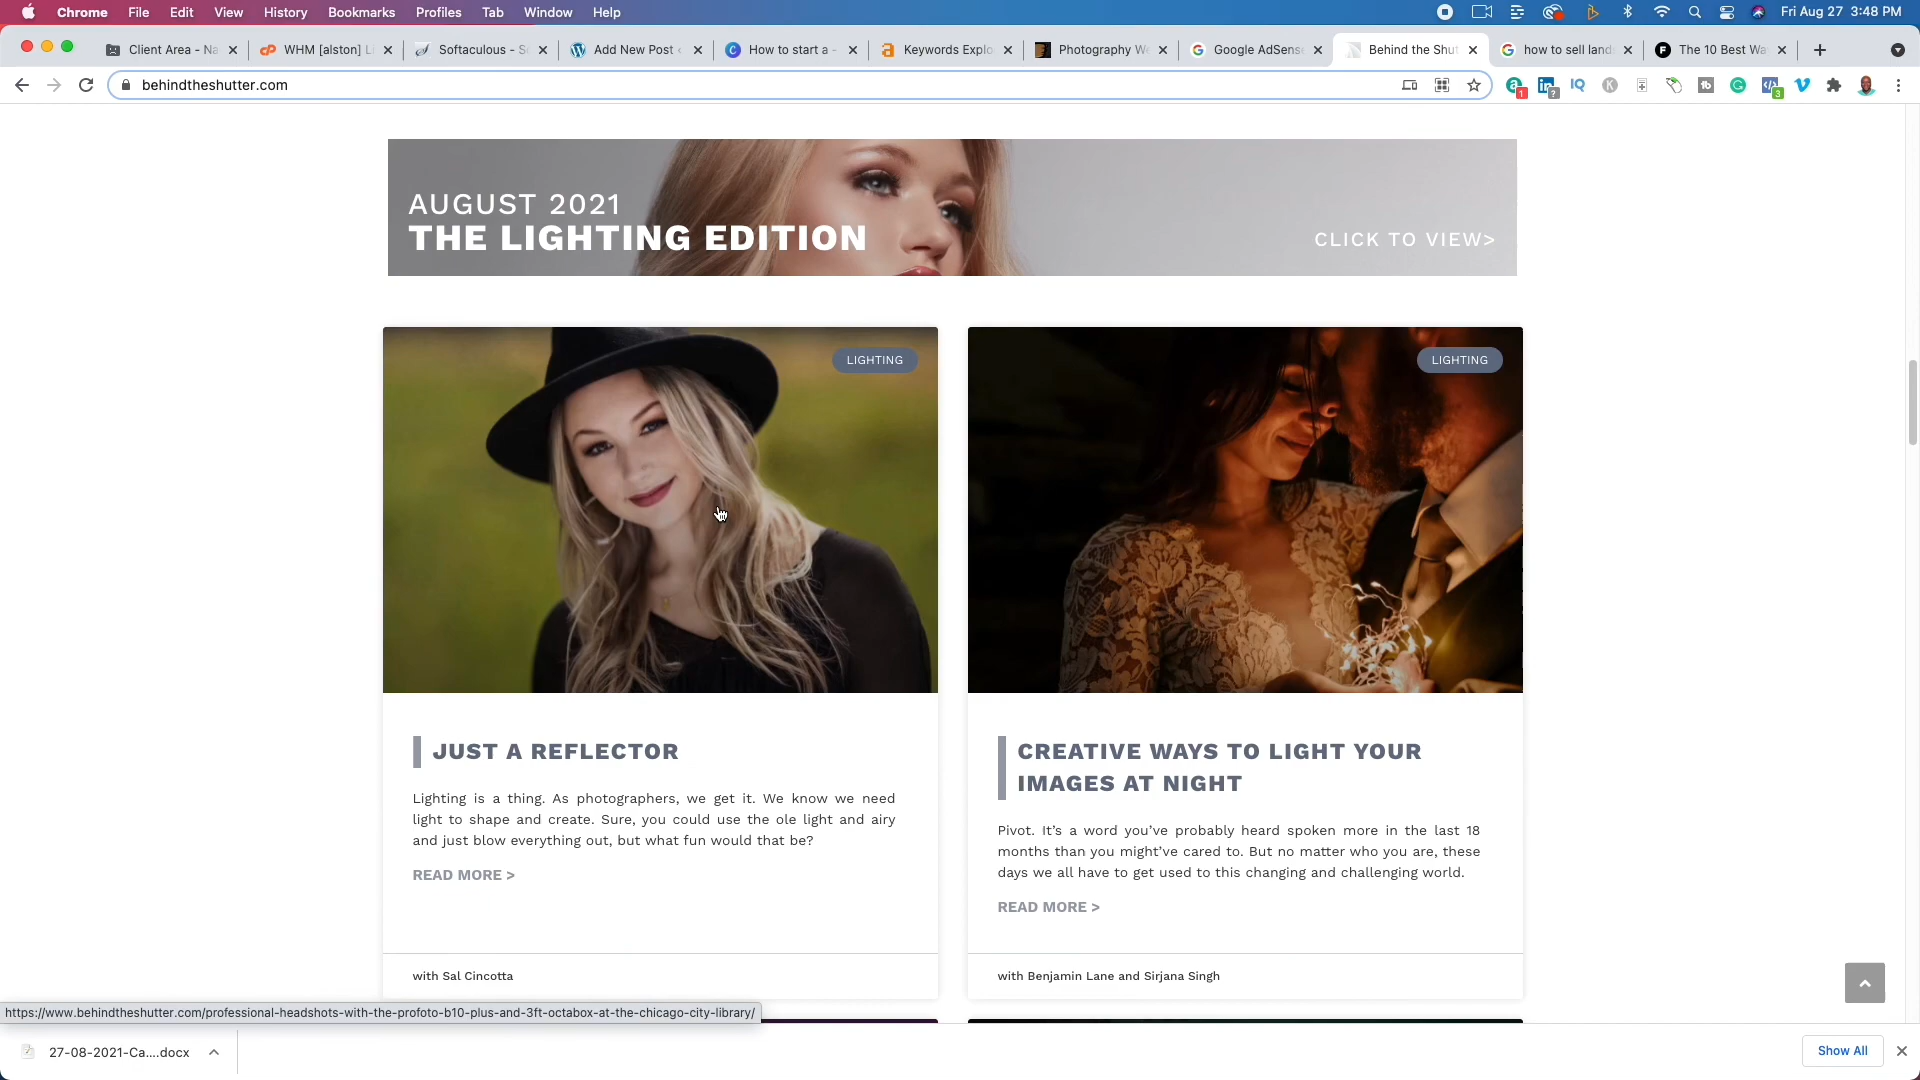 Chrome File Edit View History Bookmarks Profiles Tab Window Help Fri Aug 27 3:48 PM
Client Area - Na WHM [alston] L Softaculous - S Add New Post How to start a - Keywords Explo Photography W Google AdSense Behind the Shut how to sell land The 10 Best Wa
behindtheshutter.com
AUGUST 2021
THE LIGHTING EDITION
CLICK TO VIEW>
LIGHTING
LIGHTING
JUST A REFLECTOR
Lighting is a thing. As photographers, we get it. We know we need
light to shape and create. Sure, you could use the ole light and airy
and just blow everything out, but what fun would that be?
READ MORE >
with Sal Cincotta
CREATIVE WAYS TO LIGHT YOUR
IMAGES AT NIGHT
Pivot. It’s a word you’ve probably heard spoken more in the last 18
months than you might’ve cared to. But no matter who you are, these
days we all have to get used to this changing and challenging world.
READ MORE >
with Benjamin Lane and Sirjana Singh
https://www.behindtheshutter.com/professional-headshots-with-the-profoto-b10-plus-and-3ft-octabox-at-the-chicago-city-library/
27-08-2021-Ca....docx
Show All